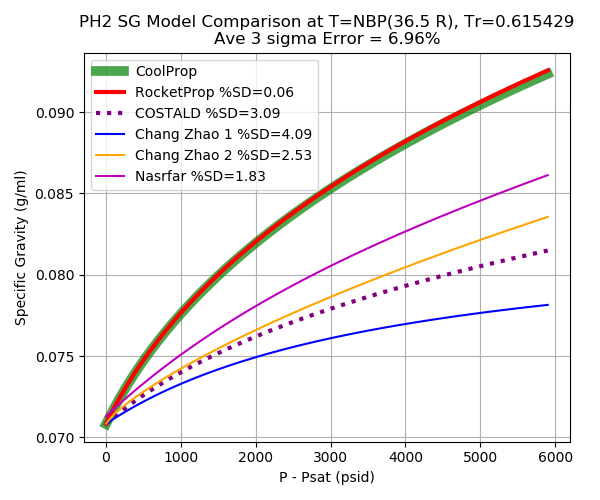 PH2 SG Model Comparison at T=NBP(36.5 R), Tr=0.615429
Ave 3 sigma Error = 6.96%
CoolProp
RocketProp %SD=0.06
COSTALD %SD=3.09
Chang Zhao 1 %SD=4.09
Chang Zhao 2 %SD=2.53
Nasrfar %SD=1.83
Specific Gravity (g/ml)
0.090
0.085
0.080
0.075
0.070
0 1000 2000 3000 4000 5000 6000
P - Psat (psid)